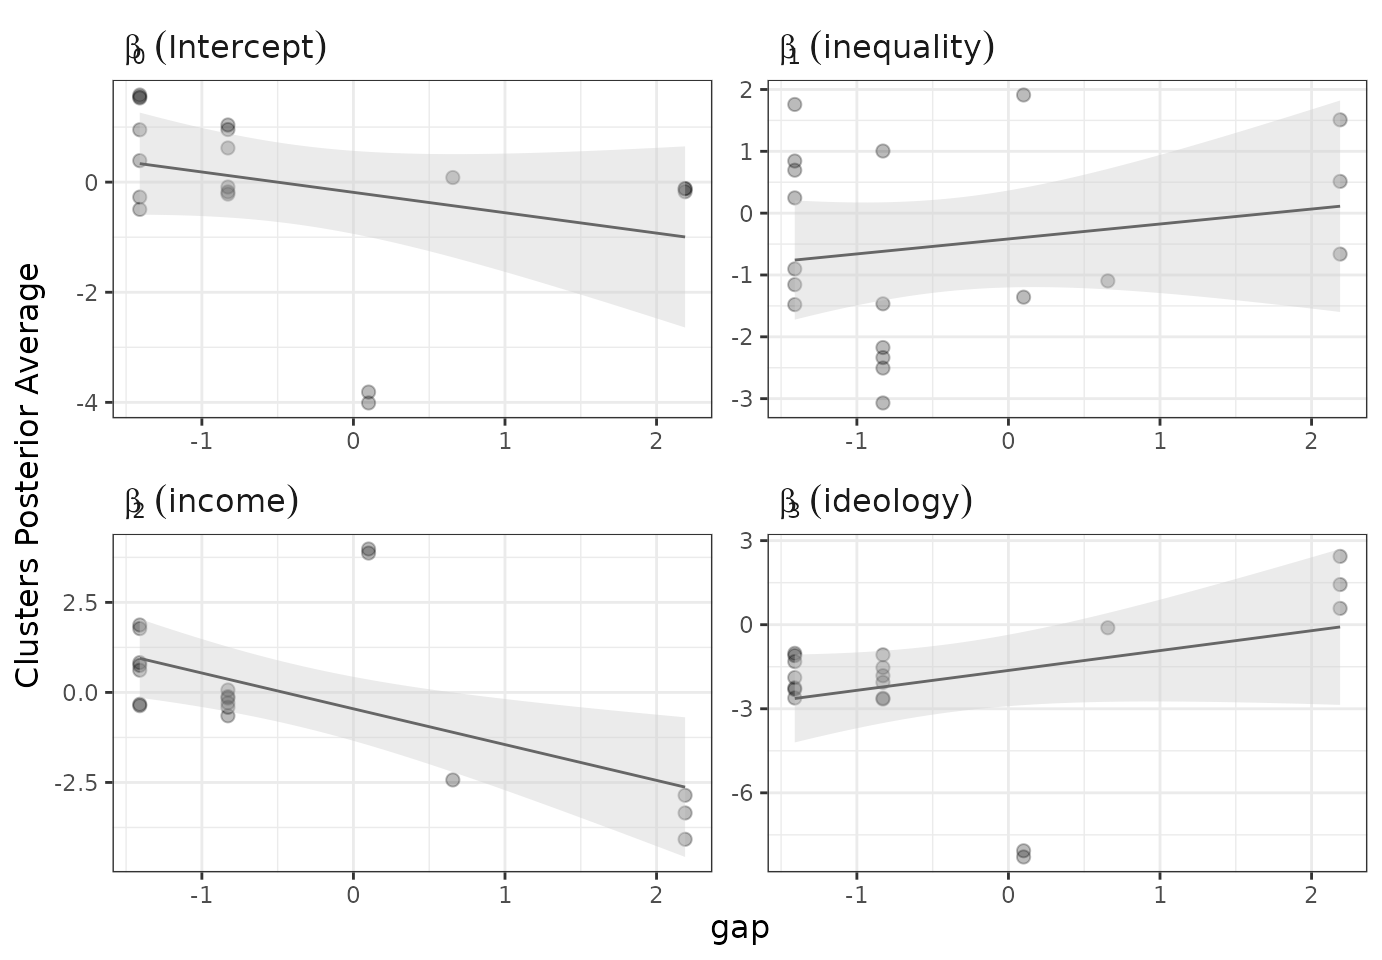 β0 (Intercept)
β1 (inequality)
0
-2
-4
-1 0 1 2
2
1
0
-1
-2
-3
-1 0 1 2
Clusters Posterior Average
β2 (income)
β3 (ideology)
2.5
0.0
-2.5
-1 0 1 2
3
0
-3
-6
-1 0 1 2
gap